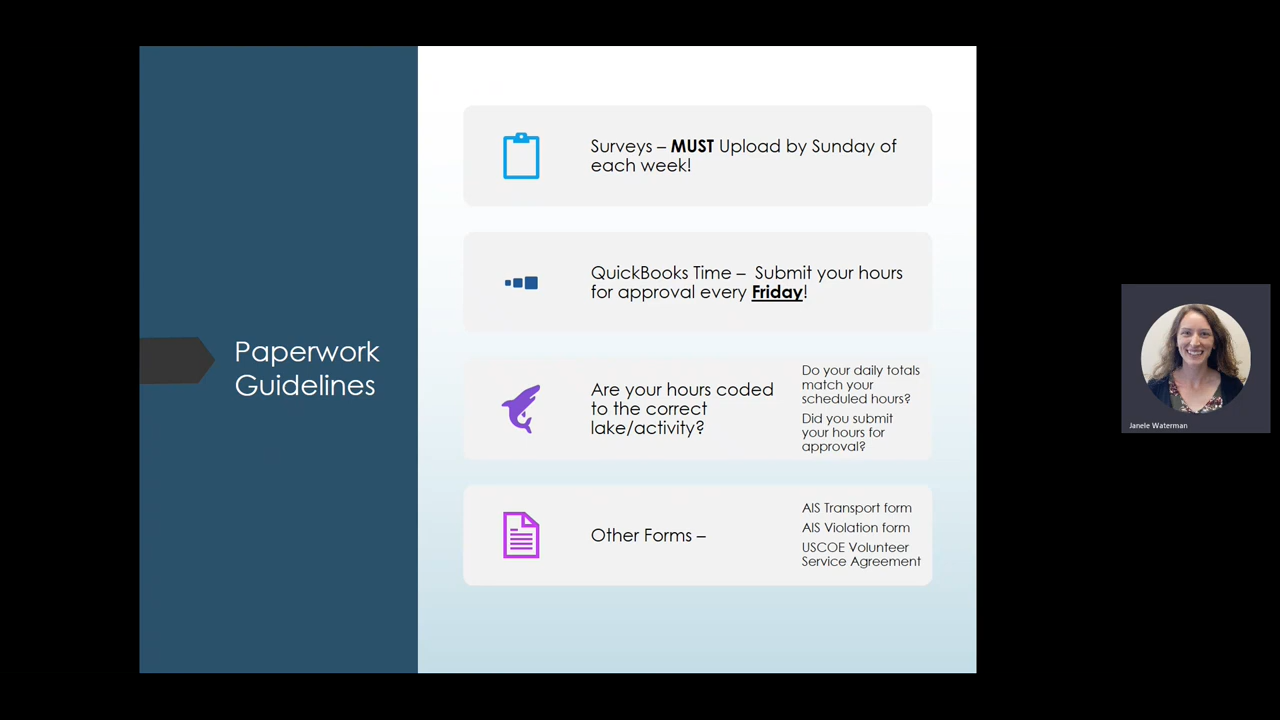 Paperwork
Guidelines
Surveys – MUST Upload by Sunday of
each week!
QuickBooks Time – Submit your hours
for approval every Friday!
Are your hours coded
to the correct
lake/activity?
Do your daily totals
match your
scheduled hours?
Did you submit
your hours for
approval?
Other Forms –
AIS Transport form
AIS Violation form
USCOE Volunteer
Service Agreement
Janele Waterman